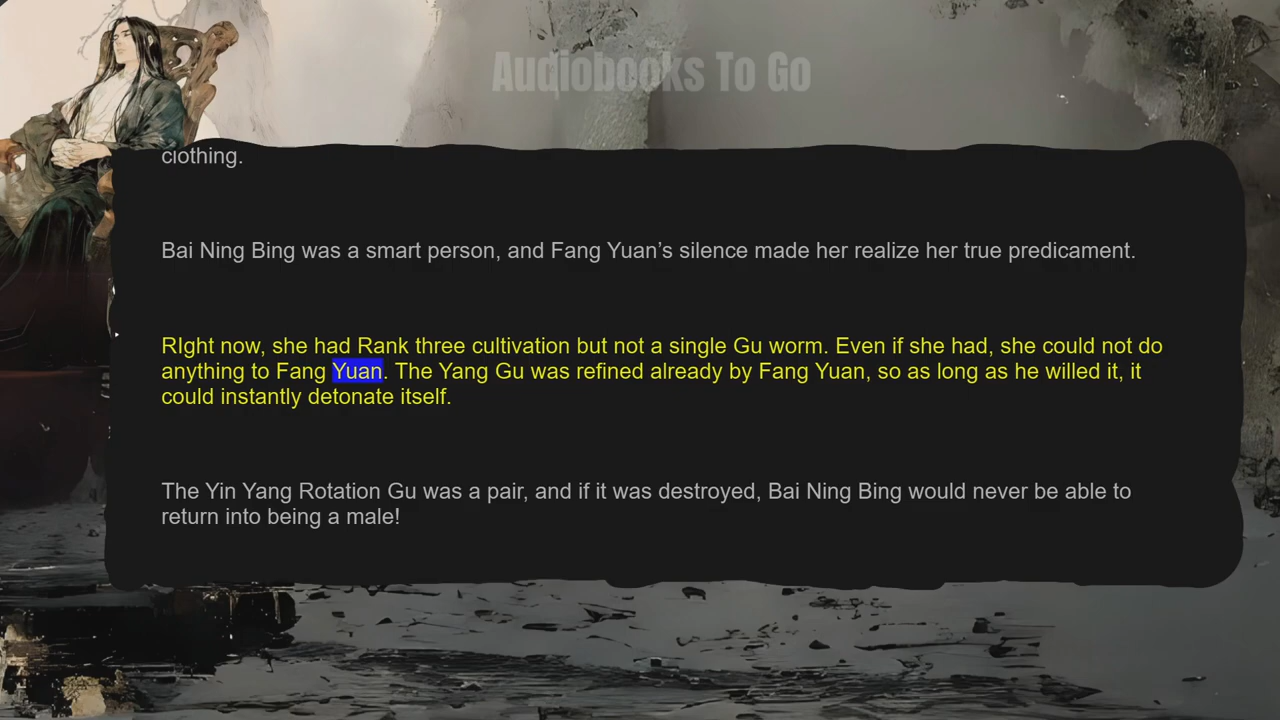 Audiobooks To Go
clothing.
Bai Ning Bing was a smart person, and Fang Yuan’s silence made her realize her true predicament.
RIght now, she had Rank three cultivation but not a single Gu worm. Even if she had, she could not do
anything to Fang Yuan. The Yang Gu was refined already by Fang Yuan, so as long as he willed it, it
could instantly detonate itself.
The Yin Yang Rotation Gu was a pair, and if it was destroyed, Bai Ning Bing would never be able to
return into being a male!